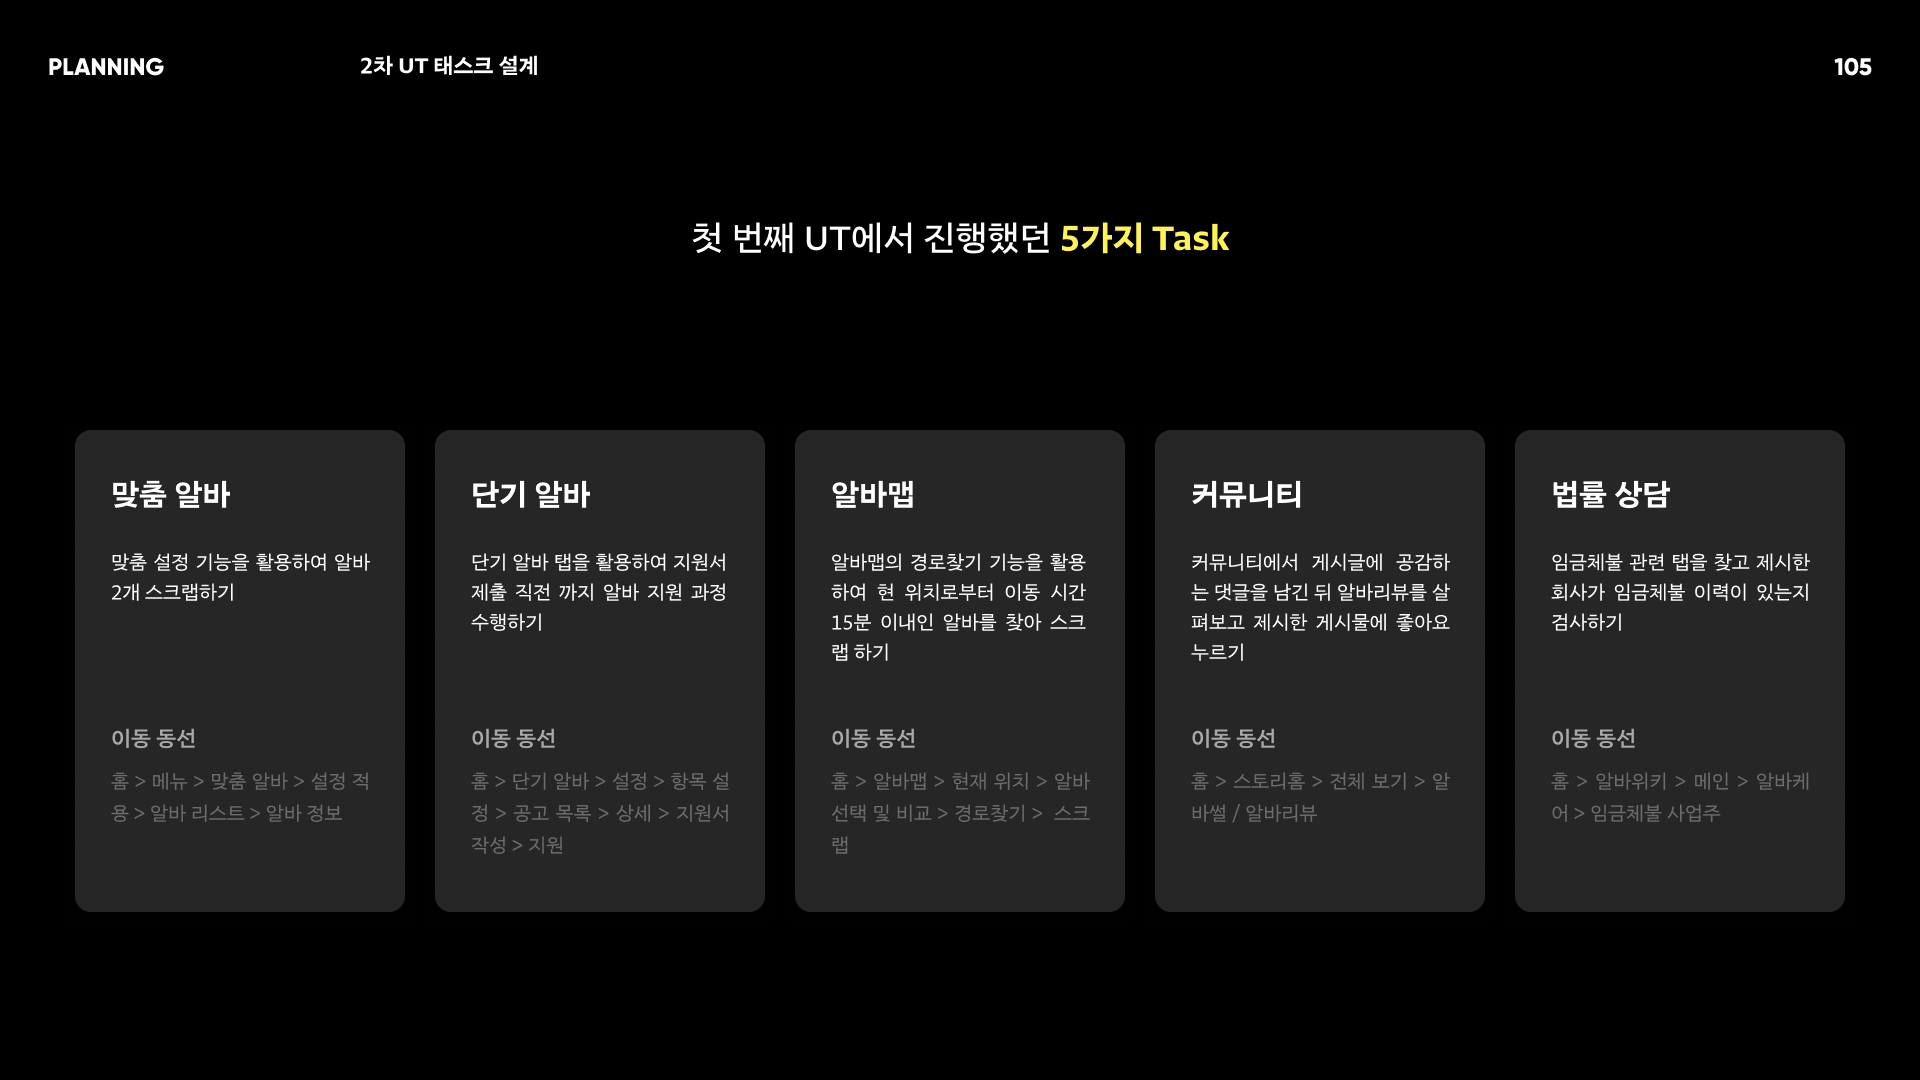 PLANNING
2차 UT 태스크 설계
105
첫 번째 UT에서 진행했던 5가지 Task
맞춤 알바
맞춤 설정 기능을 활용하여 알바
2개 스크랩하기
이동 동선
홈 > 메뉴 > 맞춤 알바 > 설정 적
용 > 알바 리스트 > 알바 정보
단기 알바
단기 알바 탭을 활용하여 지원서
제출 직전 까지 알바 지원 과정
수행하기
이동 동선
홈 > 단기 알바 > 설정 > 항목 설
정 > 공고 목록 > 상세 > 지원서
작성 > 지원
알바맵
알바맵의 경로찾기 기능을 활용
하여 현 위치로부터 이동 시간
15분 이내인 알바를 찾아 스크
랩 하기
이동 동선
홈 > 알바맵 > 현재 위치 > 알바
선택 및 비교 > 경로찾기 > 스크
랩
커뮤니티
커뮤니티에서 게시글에 공감하
는 댓글을 남긴 뒤 알바리뷰를 살
펴보고 제시한 게시물에 좋아요
누르기
이동 동선
홈 > 스토리홈 > 전체 보기 > 알
바썰 / 알바리뷰
법률 상담
임금체불 관련 탭을 찾고 제시한
회사가 임금체불 이력이 있는지
검사하기
이동 동선
홈 > 알바위키 > 메인 > 알바케
어 > 임금체불 사업주